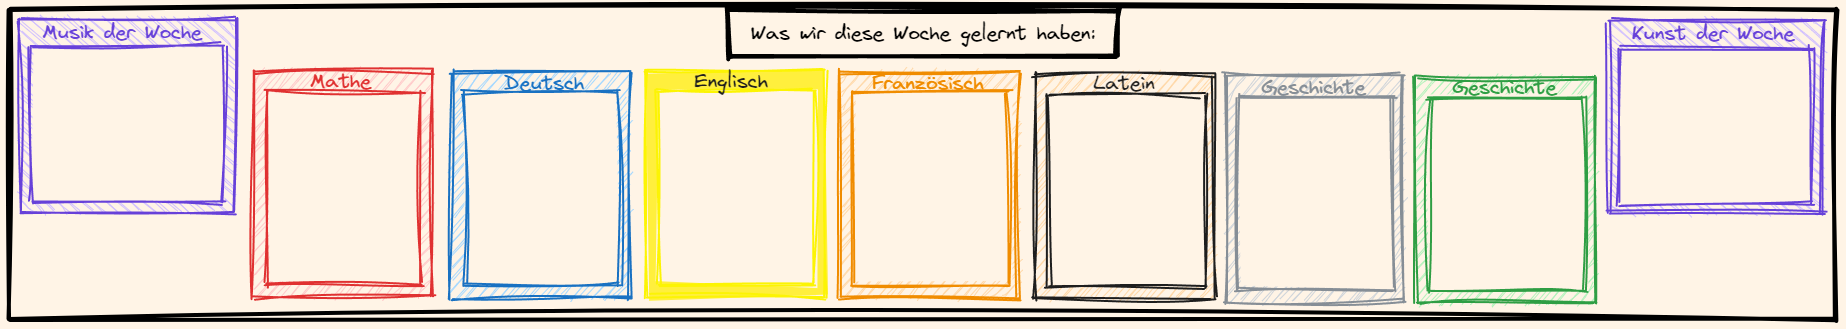 Musik der Woche
Was wir diese Woche gelernt haben:
Kunst der Woche
Mathe
Deutsch
Englisch
Französisch
Latein
Geschichte
Geschichte